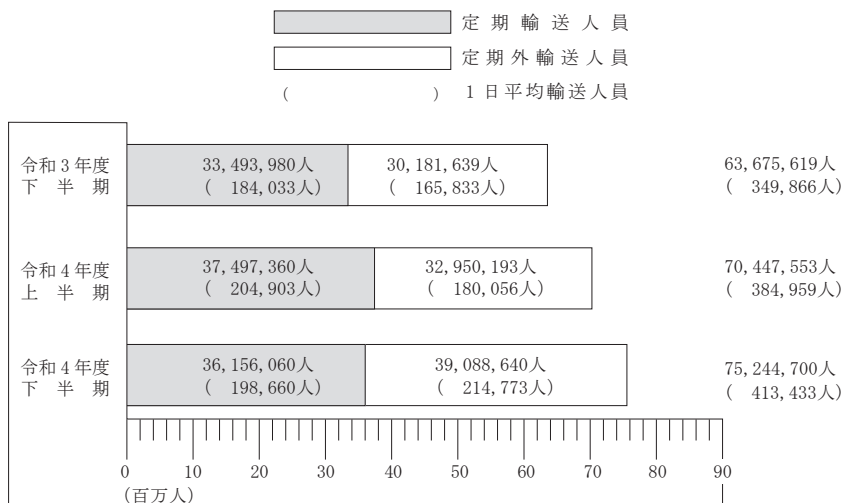 定期輸送人員
定期外輸送人員
(　　　) 1日平均輸送人員
令和3年度
下半期
33,493,980人
( 184,033人)
30,181,639人
( 165,833人)
63,675,619人
( 349,866人)
令和4年度
上半期
37,497,360人
( 204,903人)
32,950,193人
( 180,056人)
70,447,553人
( 384,959人)
令和4年度
下半期
36,156,060人
( 198,660人)
39,088,640人
( 214,773人)
75,244,700人
( 413,433人)
0 10 20 30 40 50 60 70 80 90
(百万人)